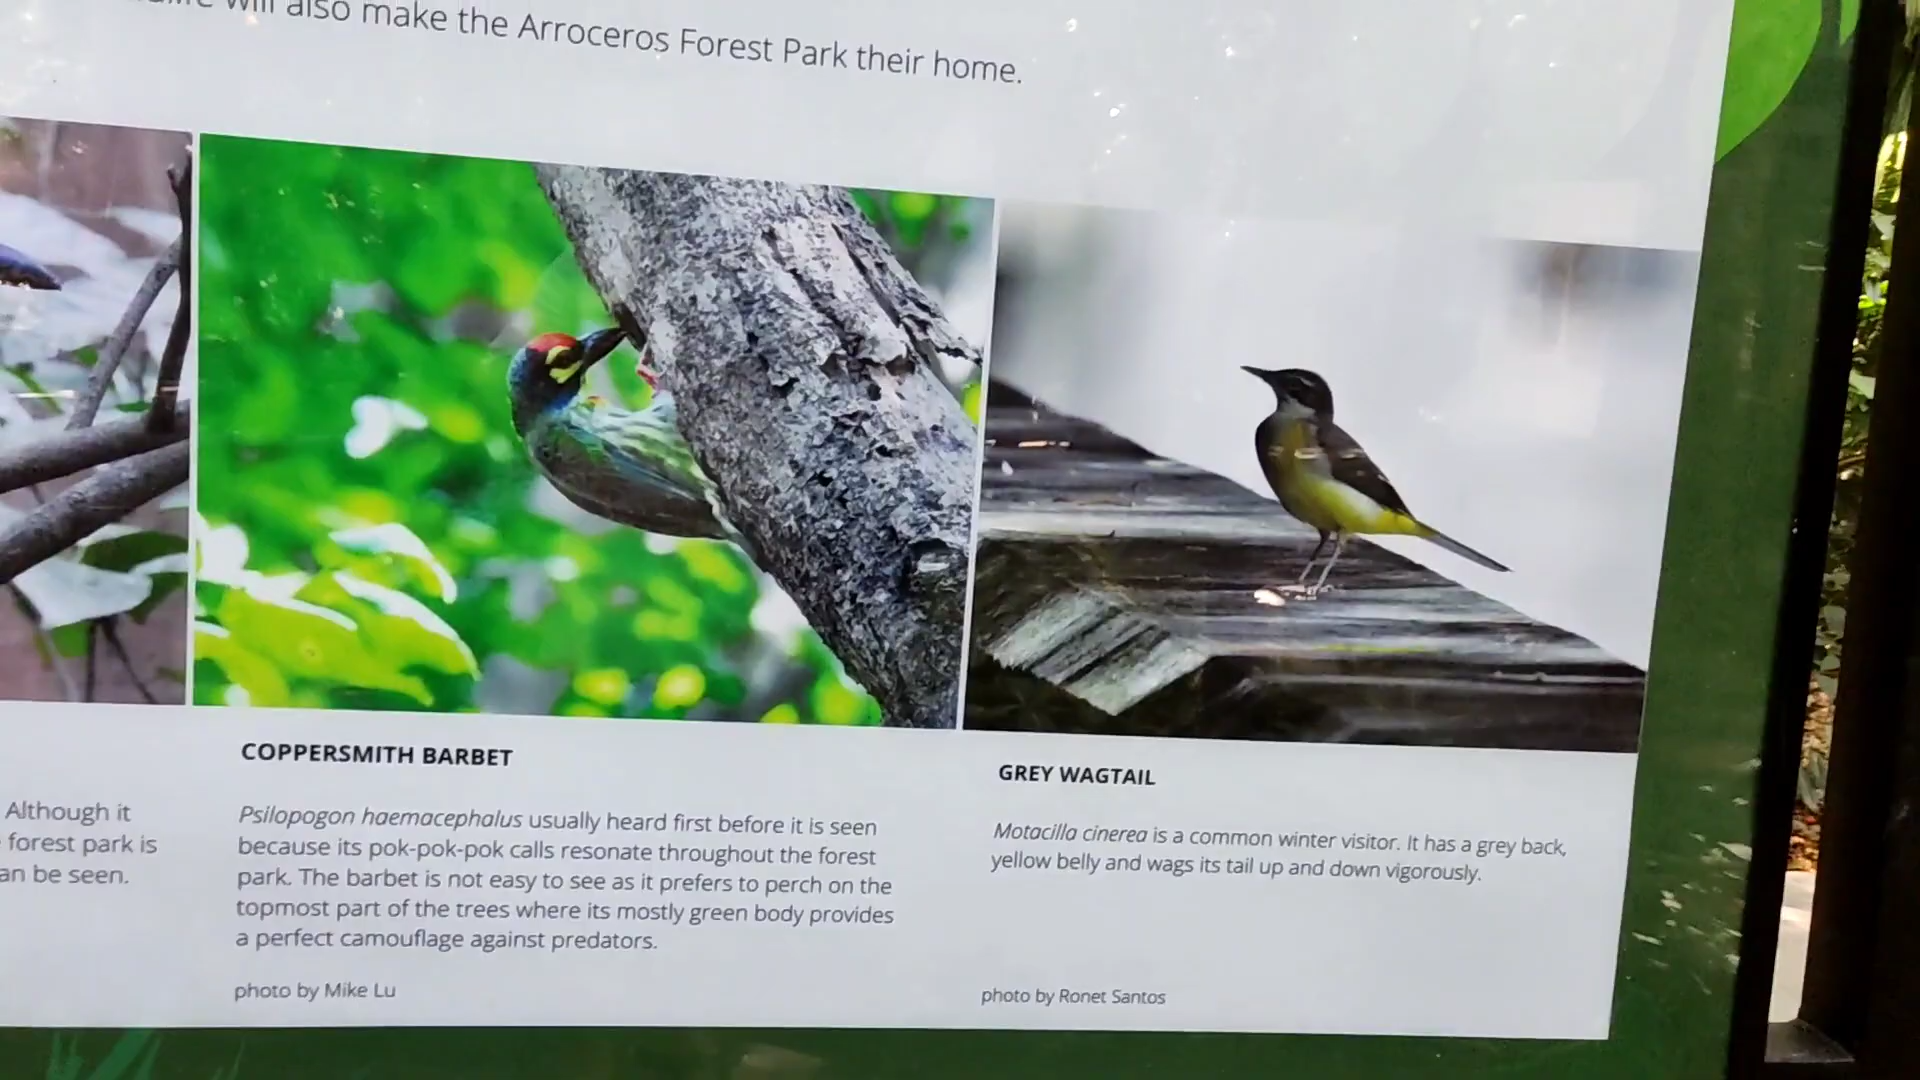 will also make the Arroceros Forest Park their home.
Although it
forest park is
an be seen.
COPPERSMITH BARBET
Psilopogon haemacephalus usually heard first before it is seen
because its pok-pok-pok calls resonate throughout the forest
park. The barbet is not easy to see as it prefers to perch on the
topmost part of the trees where its mostly green body provides
a perfect camouflage against predators.
photo by Mike Lu
GREY WAGTAIL
Motacilla cinerea is a common winter visitor. It has a grey back,
yellow belly and wags its tail up and down vigorously.
photo by Ronet Santos